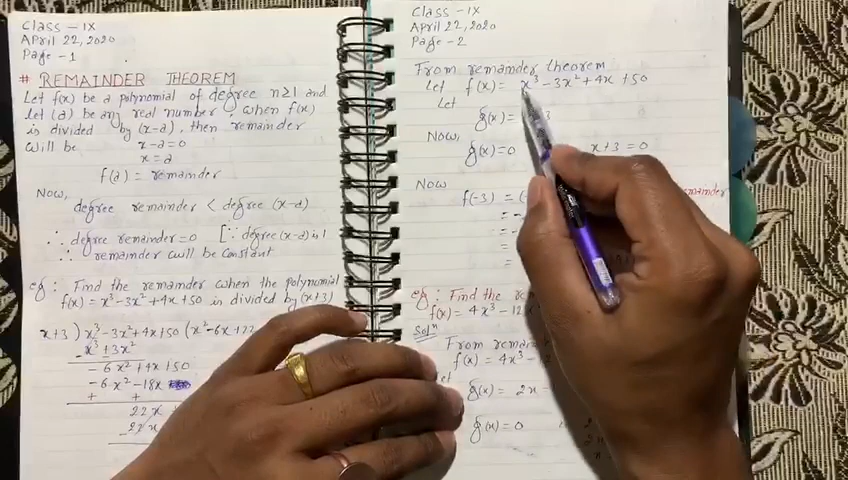 Class - IX
April 22, 2020
Page - 1
# REMAINDER THEOREM
Let f(x) be a polynomial of degree n≥1 and
let (a) be any real number, when f(x)
is divided by (x-a), then remainder
will be x-a=0
x=a
f(a) = remainder
Now,
degree remainder < degree (x-a)
∴ degree remainder = 0 [∵ degree (x-a) is 1
∴ remainder will be constant
eg: Find the remainder when the polynomial
f(x) = x³-3x²+4x+50 is divided by (x+3)
x+3 ) x³-3x²+4x+50 ( x²-6x+22
- x³+3x²
-6x²+4x+50
-6x²-18x
+ +
22x
22x
-
Class - IX
April 22, 2020
Page - 2
From remainder theorem
Let f(x) = x³-3x²+4x+50
Let
g(x) = 3
Now,
g(x)=0 x+3=0
Now
f(-3) = remainder
= -
= -
=
eg: Find the
f(x) = 4x³-12
Solⁿ
From remain
f(x) = 4x³-
Let
g(x) = 2x
g(x) = 0
2x
x